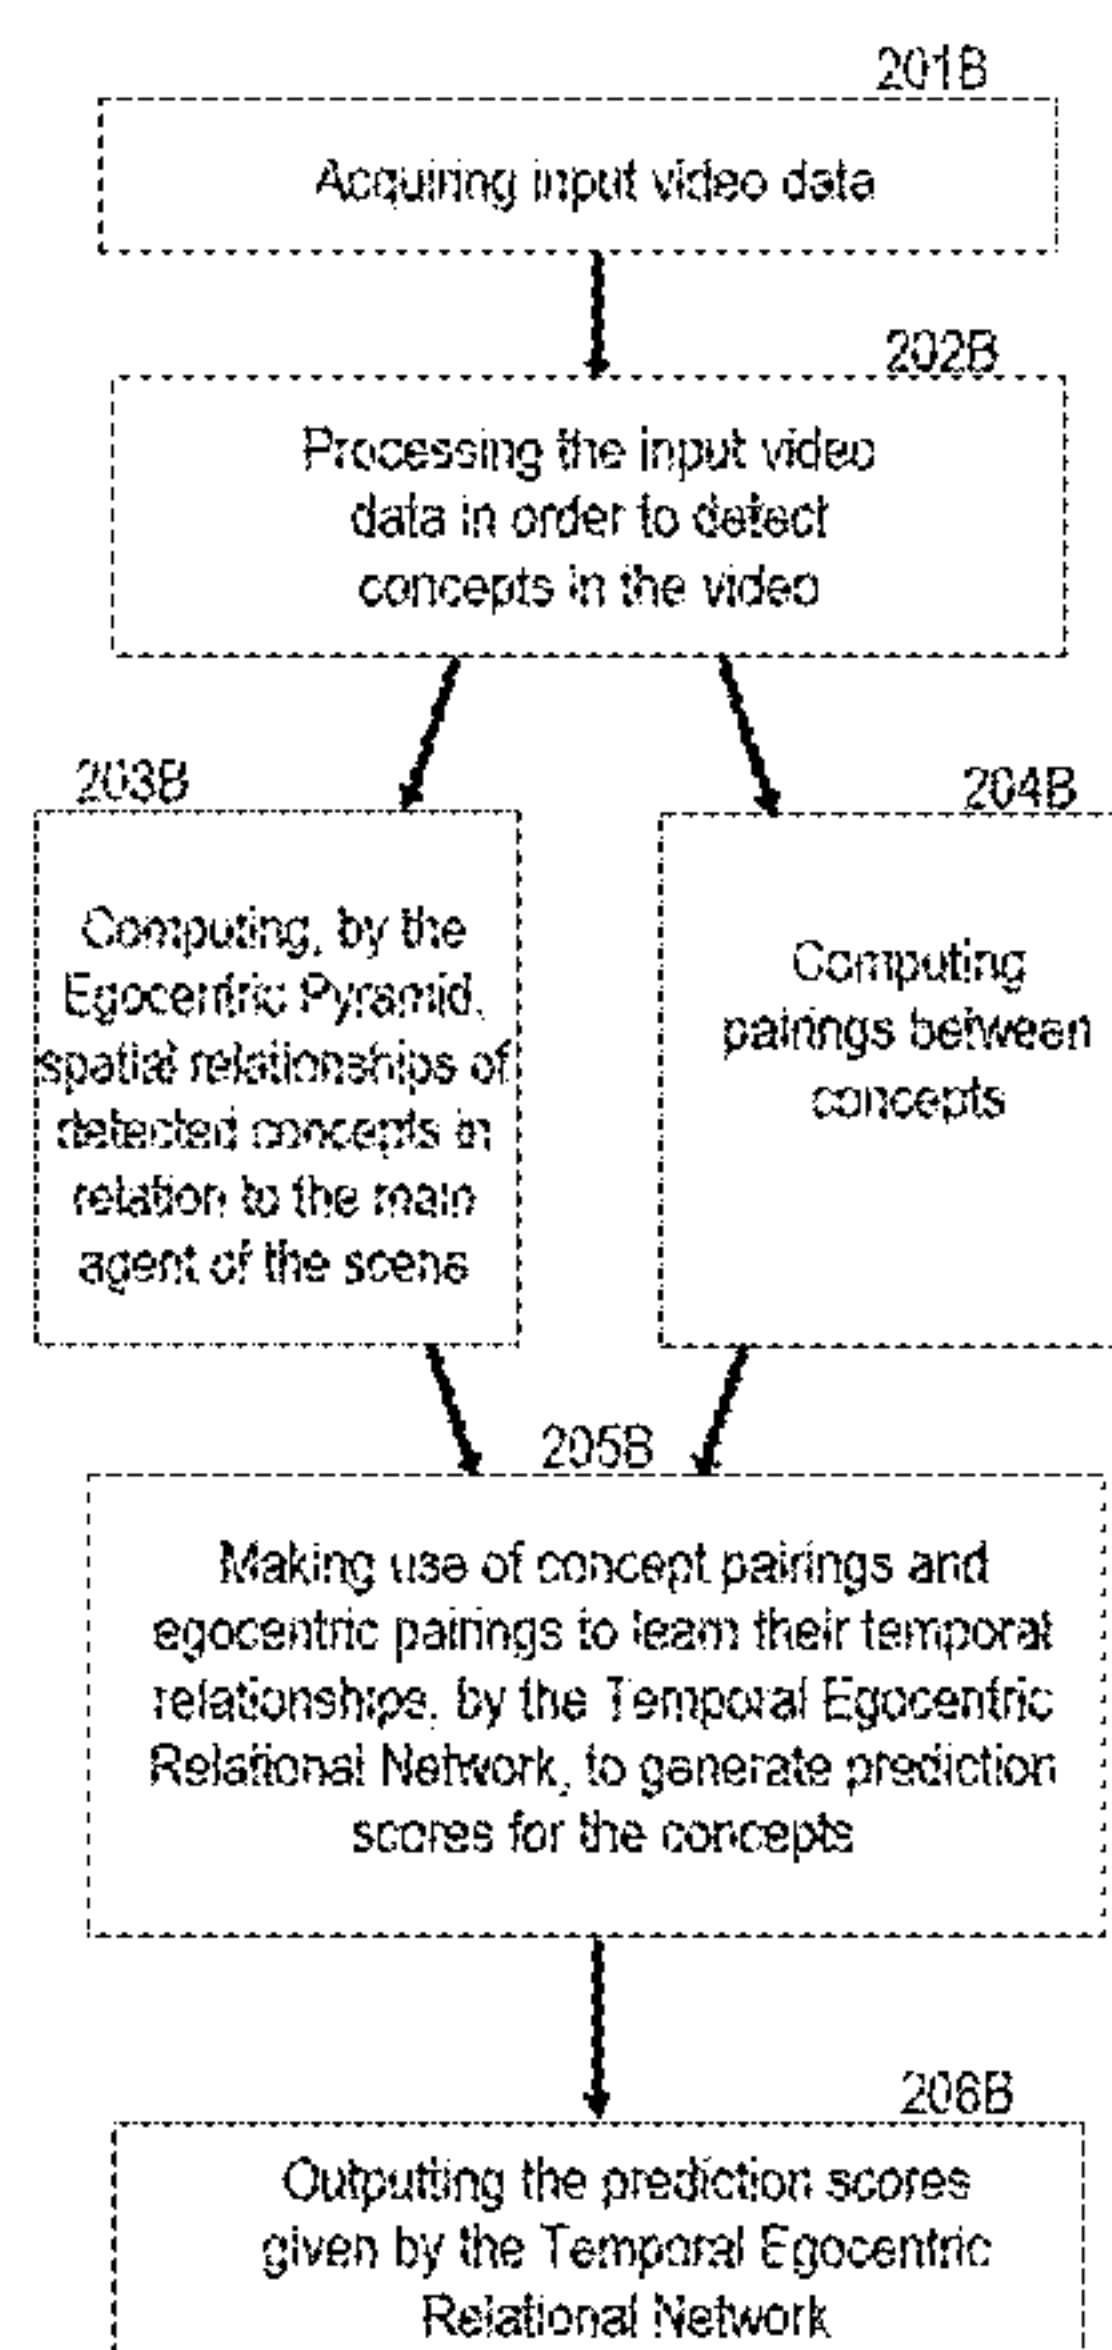 201B
Acquiring input video data
202B
Processing the input video
data in order to detect
concepts in the video
203B
Computing, by the
Egocentric Pyramid,
spatial relationships of
detected concepts in
relation to the main
agent of the scene
204B
Computing
pairings between
concepts
205B
Making use of concept pairings and
egocentric pairings to learn their temporal
relationships, by the Temporal Egocentric
Relational Network, to generate prediction
scores for the concepts
206B
Outputting the prediction scores
given by the Temporal Egocentric
Relational Network